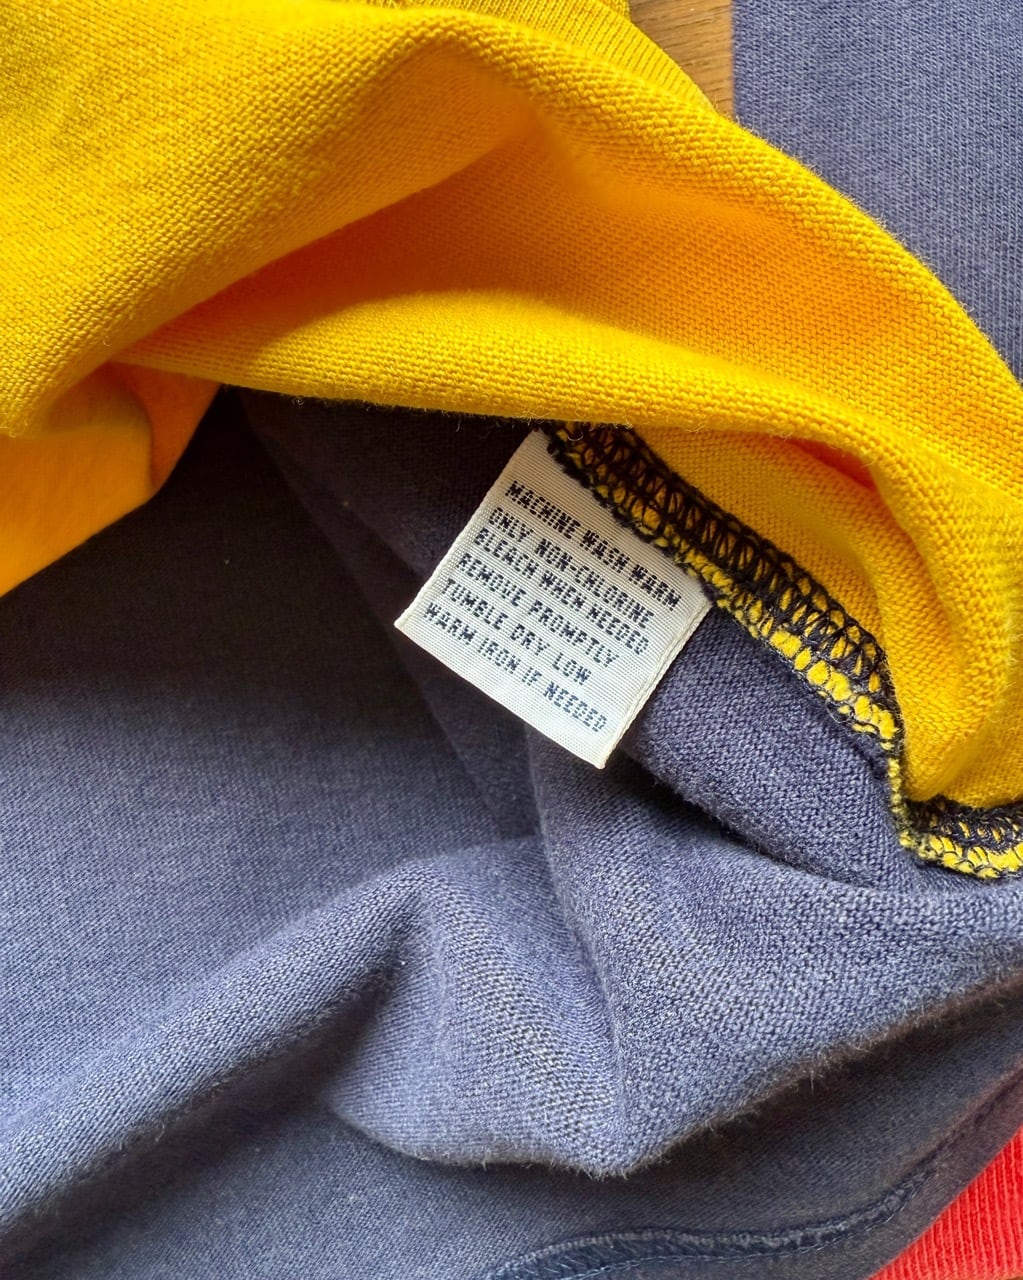 MACHINE WASH WARM
ONLY NON-CHLORINE
BLEACH WHEN NEEDED
REMOVE PROMPTLY
TUMBLE DRY LOW
WARM IRON IF NEEDED